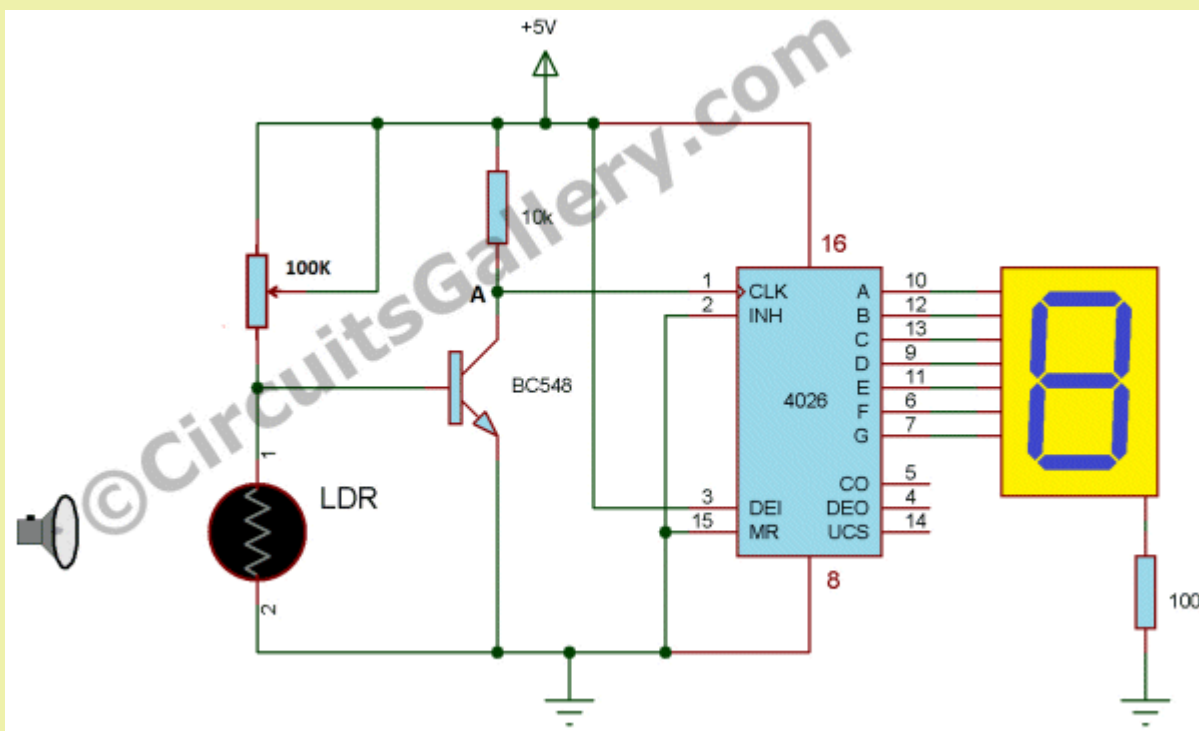 +5V
©CircuitsGallery.com
10k
100K
A
16
1 CLK A 10
2 INH B 12
C 13
D 9
4026 E 11
F 6
G 7
BC548
CO 5
3 DEI DEO 4
15 MR UCS 14
8
1
LDR
2
100